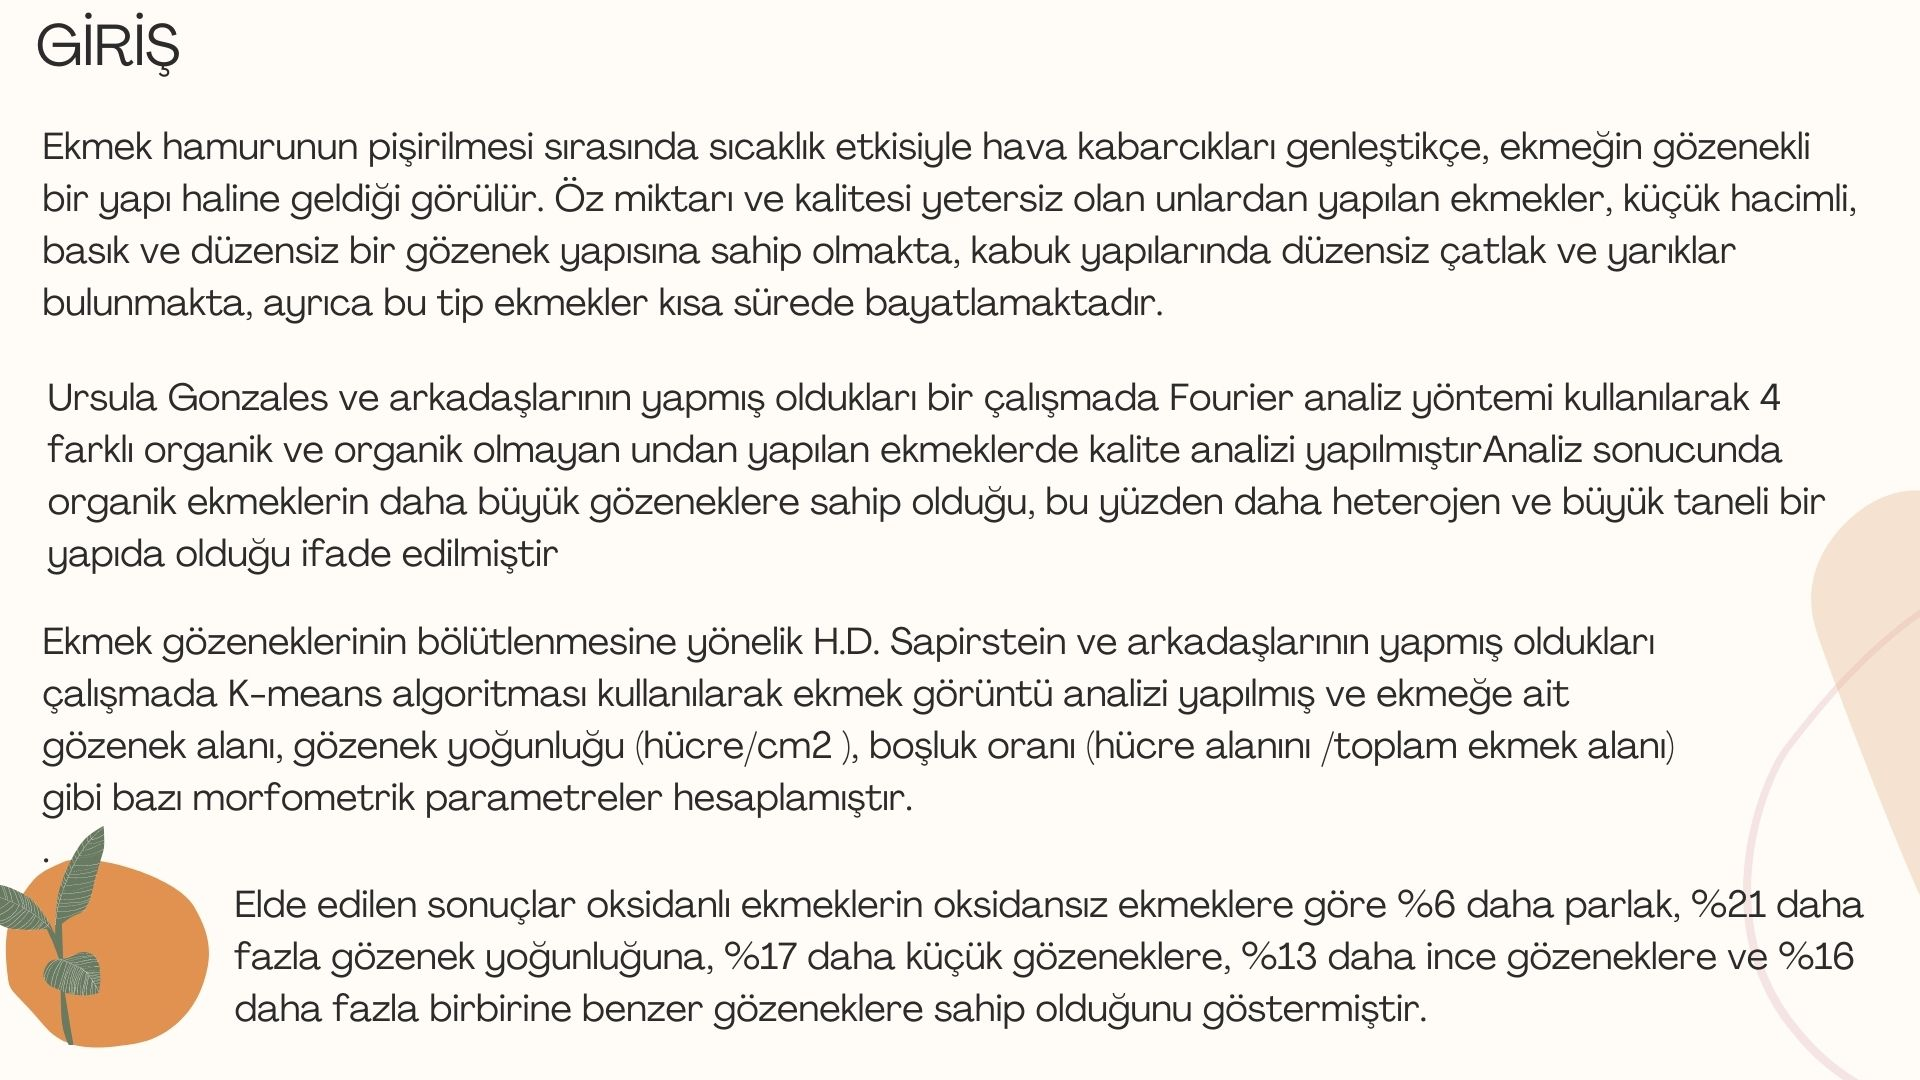 GİRİŞ
Ekmek hamurunun pişirilmesi sırasında sıcaklık etkisiyle hava kabarcıkları genleştikçe, ekmeğin gözenekli
bir yapı haline geldiği görülür. Öz miktarı ve kalitesi yetersiz olan unlardan yapılan ekmekler, küçük hacimli,
basık ve düzensiz bir gözenek yapısına sahip olmakta, kabuk yapılarında düzensiz çatlak ve yarıklar
bulunmakta, ayrıca bu tip ekmekler kısa sürede bayatlamaktadır.
Ursula Gonzales ve arkadaşlarının yapmış oldukları bir çalışmada Fourier analiz yöntemi kullanılarak 4
farklı organik ve organik olmayan undan yapılan ekmeklerde kalite analizi yapılmıştırAnaliz sonucunda
organik ekmeklerin daha büyük gözeneklere sahip olduğu, bu yüzden daha heterojen ve büyük taneli bir
yapıda olduğu ifade edilmiştir
Ekmek gözeneklerinin bölütlenmesine yönelik H.D. Sapirstein ve arkadaşlarının yapmış oldukları
çalışmada K-means algoritması kullanılarak ekmek görüntü analizi yapılmış ve ekmeğe ait
gözenek alanı, gözenek yoğunluğu (hücre/cm2 ), boşluk oranı (hücre alanını /toplam ekmek alanı)
gibi bazı morfometrik parametreler hesaplamıştır.
.
Elde edilen sonuçlar oksidanlı ekmeklerin oksidansız ekmeklere göre %6 daha parlak, %21 daha
fazla gözenek yoğunluğuna, %17 daha küçük gözeneklere, %13 daha ince gözeneklere ve %16
daha fazla birbirine benzer gözeneklere sahip olduğunu göstermiştir.